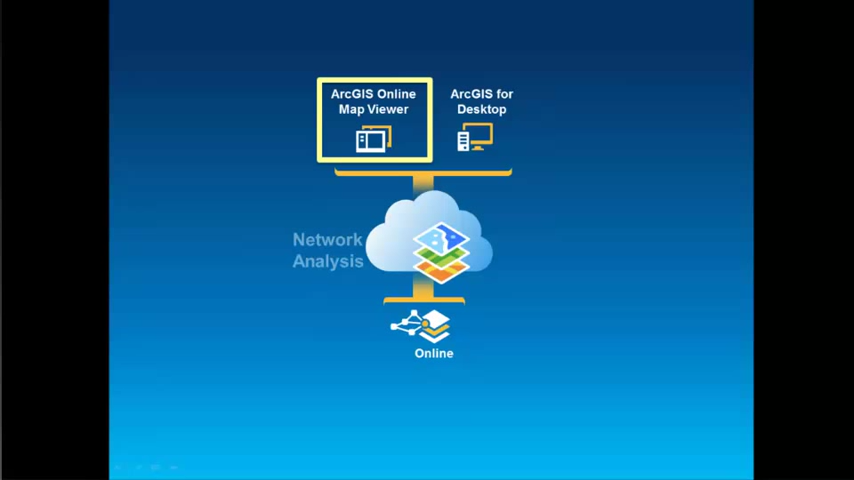 ArcGIS Online
Map Viewer
ArcGIS for
Desktop
Network
Analysis
Online